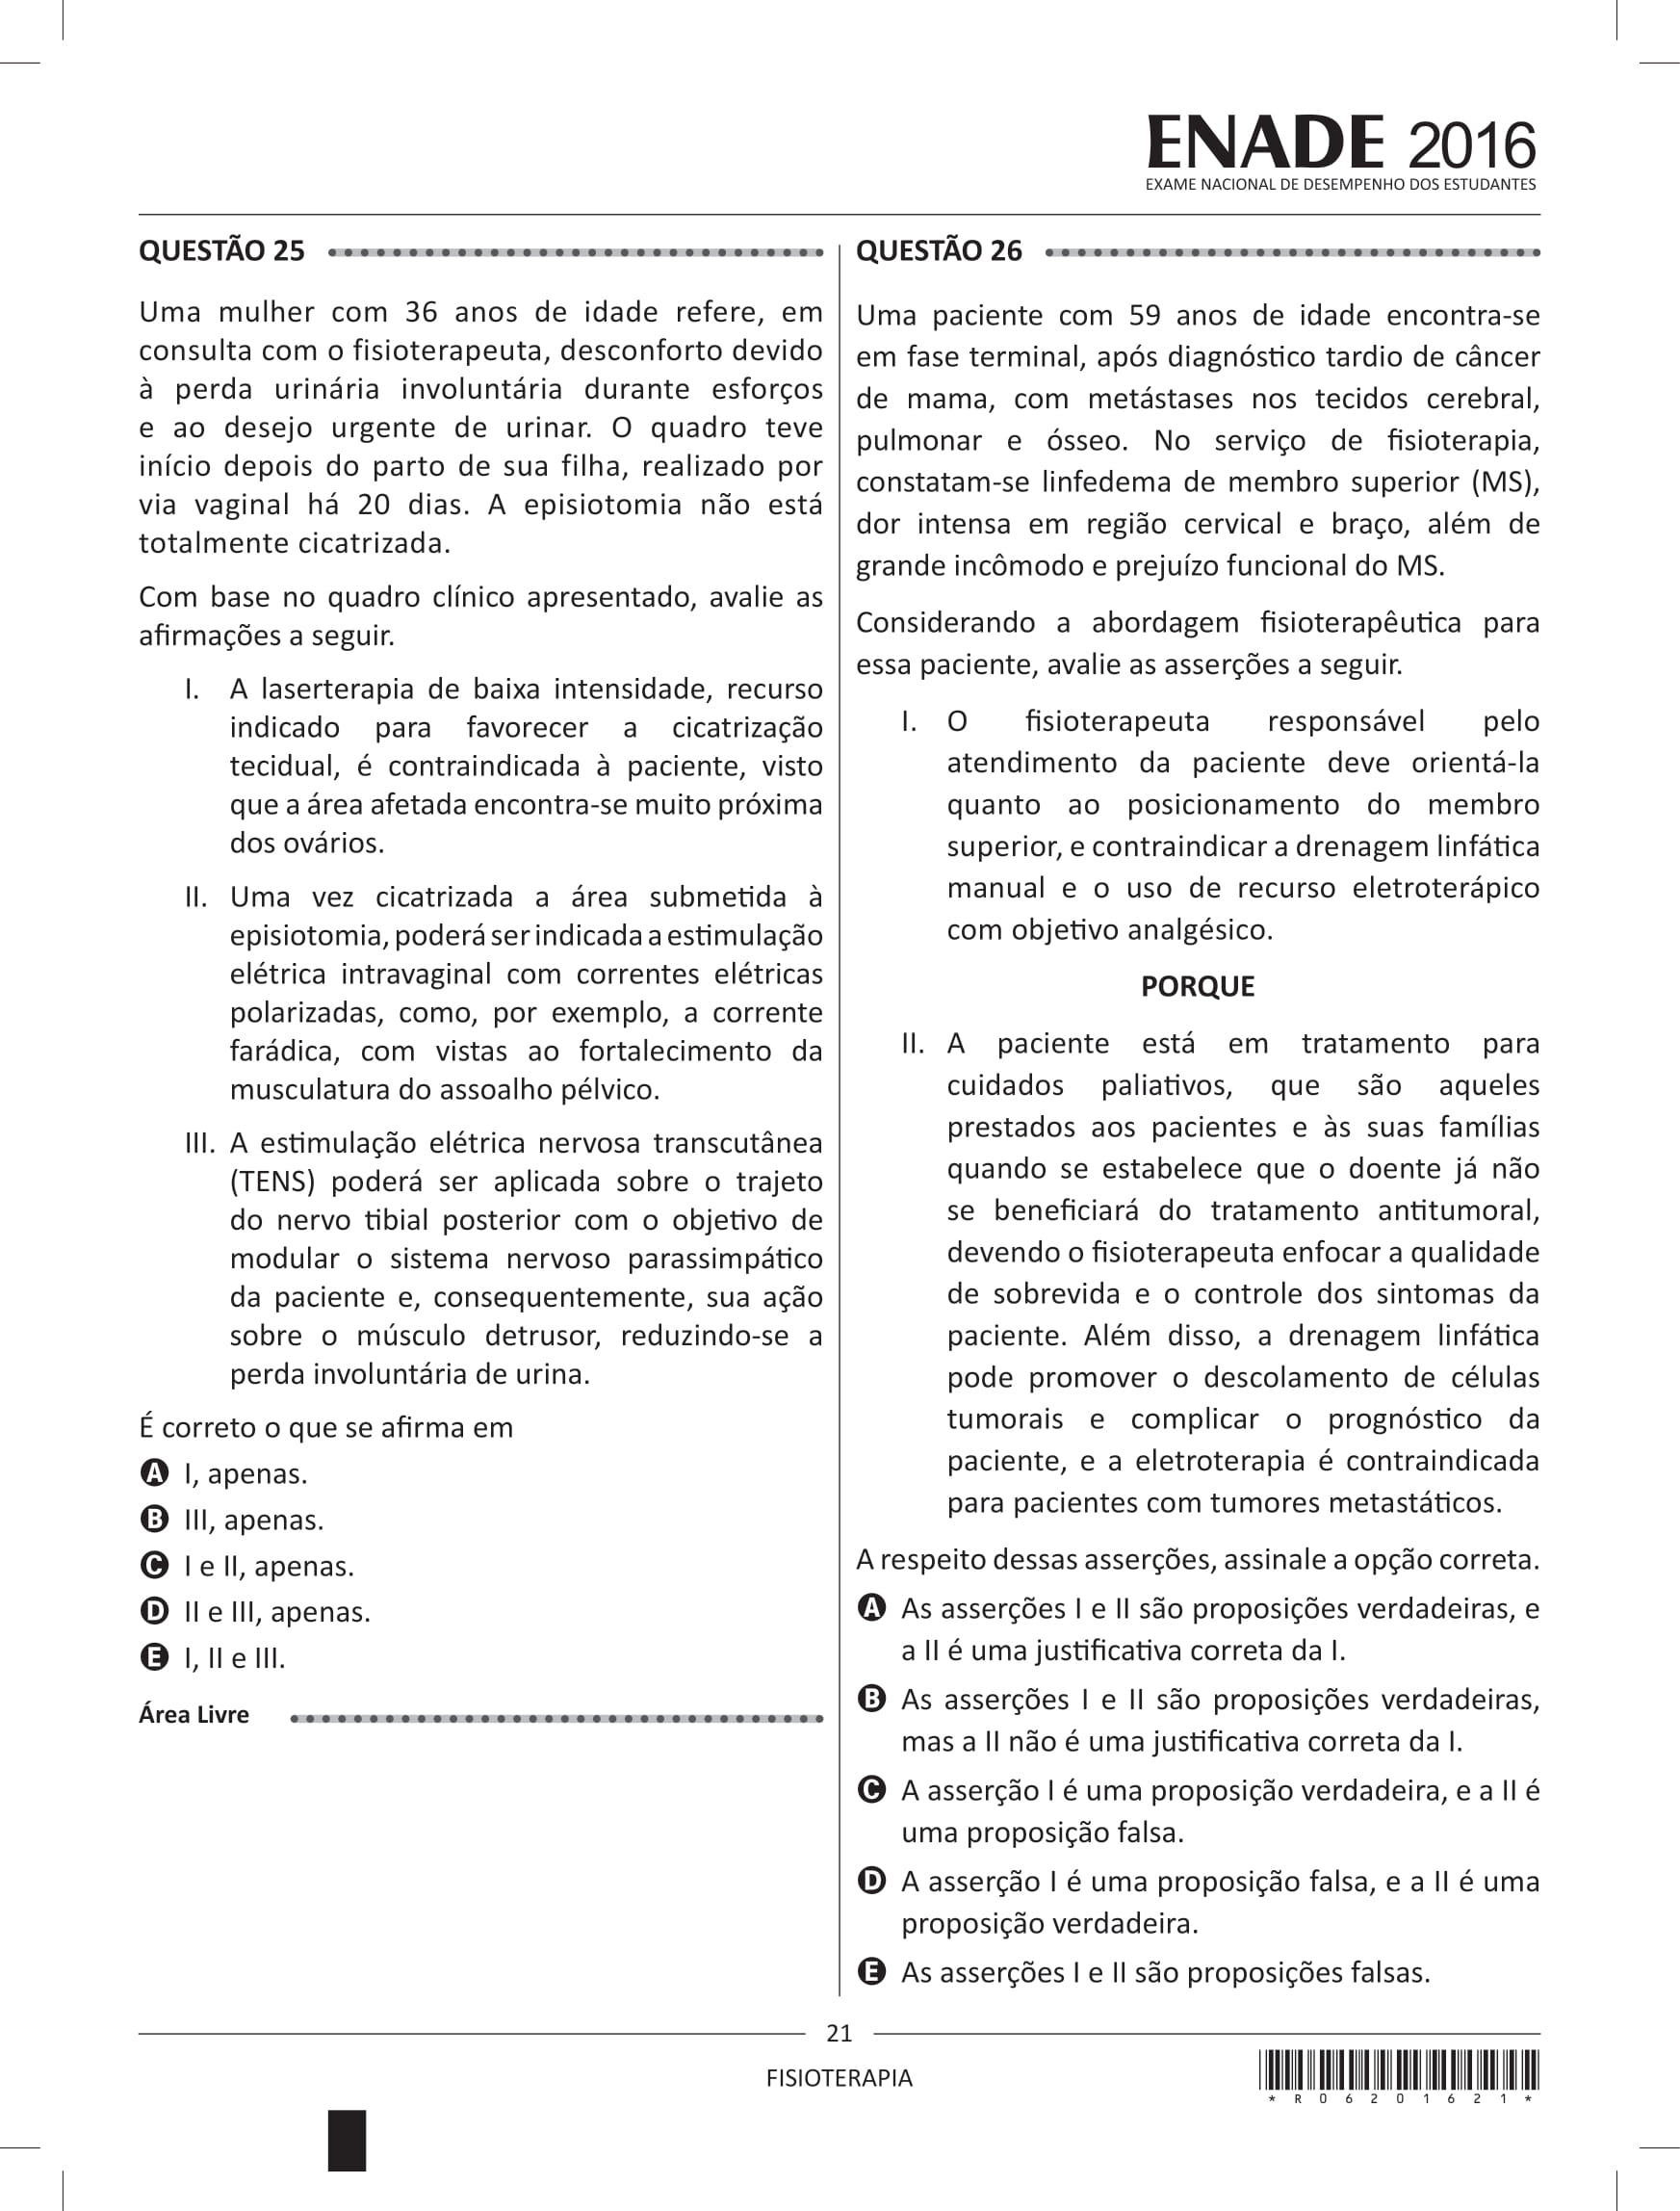 ENADE 2016
EXAME NACIONAL DE DESEMPENHO DOS ESTUDANTES
QUESTÃO 25
Uma mulher com 36 anos de idade refere, em
consulta com o fisioterapeuta, desconforto devido
à perda urinária involuntária durante esforços
e ao desejo urgente de urinar. O quadro teve
início depois do parto de sua filha, realizado por
via vaginal há 20 dias. A episiotomia não está
totalmente cicatrizada.
Com base no quadro clínico apresentado, avalie as
afirmações a seguir.
I. A laserterapia de baixa intensidade, recurso
indicado para favorecer a cicatrização
tecidual, é contraindicada à paciente, visto
que a área afetada encontra-se muito próxima
dos ovários.
II. Uma vez cicatrizada a área submetida à
episiotomia, poderá ser indicada a estimulação
elétrica intravaginal com correntes elétricas
polarizadas, como, por exemplo, a corrente
farádica, com vistas ao fortalecimento da
musculatura do assoalho pélvico.
III. A estimulação elétrica nervosa transcutânea
(TENS) poderá ser aplicada sobre o trajeto
do nervo tibial posterior com o objetivo de
modular o sistema nervoso parassimpático
da paciente e, consequentemente, sua ação
sobre o músculo detrusor, reduzindo-se a
perda involuntária de urina.
É correto o que se afirma em
A I, apenas.
B III, apenas.
C I e II, apenas.
D II e III, apenas.
E I, II e III.
Área Livre
QUESTÃO 26
Uma paciente com 59 anos de idade encontra-se
em fase terminal, após diagnóstico tardio de câncer
de mama, com metástases nos tecidos cerebral,
pulmonar e ósseo. No serviço de fisioterapia,
constatam-se linfedema de membro superior (MS),
dor intensa em região cervical e braço, além de
grande incômodo e prejuízo funcional do MS.
Considerando a abordagem fisioterapêutica para
essa paciente, avalie as asserções a seguir.
I. O fisioterapeuta responsável pelo
atendimento da paciente deve orientá-la
quanto ao posicionamento do membro
superior, e contraindicar a drenagem linfática
manual e o uso de recurso eletroterápico
com objetivo analgésico.
PORQUE
II. A paciente está em tratamento para
cuidados paliativos, que são aqueles
prestados aos pacientes e às suas famílias
quando se estabelece que o doente já não
se beneficiará do tratamento antitumoral,
devendo o fisioterapeuta enfocar a qualidade
de sobrevida e o controle dos sintomas da
paciente. Além disso, a drenagem linfática
pode promover o descolamento de células
tumorais e complicar o prognóstico da
paciente, e a eletroterapia é contraindicada
para pacientes com tumores metastáticos.
A respeito dessas asserções, assinale a opção correta.
A As asserções I e II são proposições verdadeiras, e
a II é uma justificativa correta da I.
B As asserções I e II são proposições verdadeiras,
mas a II não é uma justificativa correta da I.
C A asserção I é uma proposição verdadeira, e a II é
uma proposição falsa.
D A asserção I é uma proposição falsa, e a II é uma
proposição verdadeira.
E As asserções I e II são proposições falsas.
21
FISIOTERAPIA
* R 0 6 2 0 1 6 2 1 *